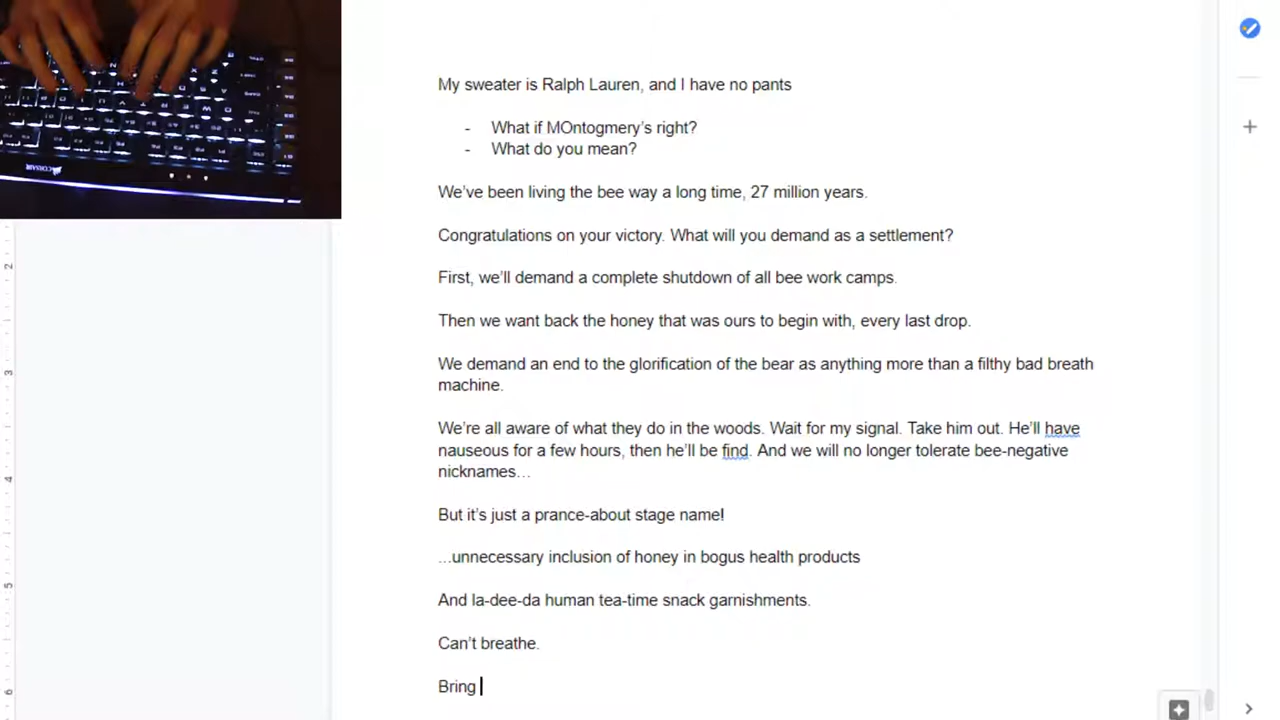 My sweater is Ralph Lauren, and I have no pants
- What if MOntogmery's right?
- What do you mean?
We've been living the bee way a long time, 27 million years.
Congratulations on your victory. What will you demand as a settlement?
First, we'll demand a complete shutdown of all bee work camps.
Then we want back the honey that was ours to begin with, every last drop.
We demand an end to the glorification of the bear as anything more than a filthy bad breath
machine.
We're all aware of what they do in the woods. Wait for my signal. Take him out. He'll have
nauseous for a few hours, then he'll be find. And we will no longer tolerate bee-negative
nicknames...
But it's just a prance-about stage name!
...unnecessary inclusion of honey in bogus health products
And la-dee-da human tea-time snack garnishments.
Can't breathe.
Bring
2
3
4
5
6
CORSAIR